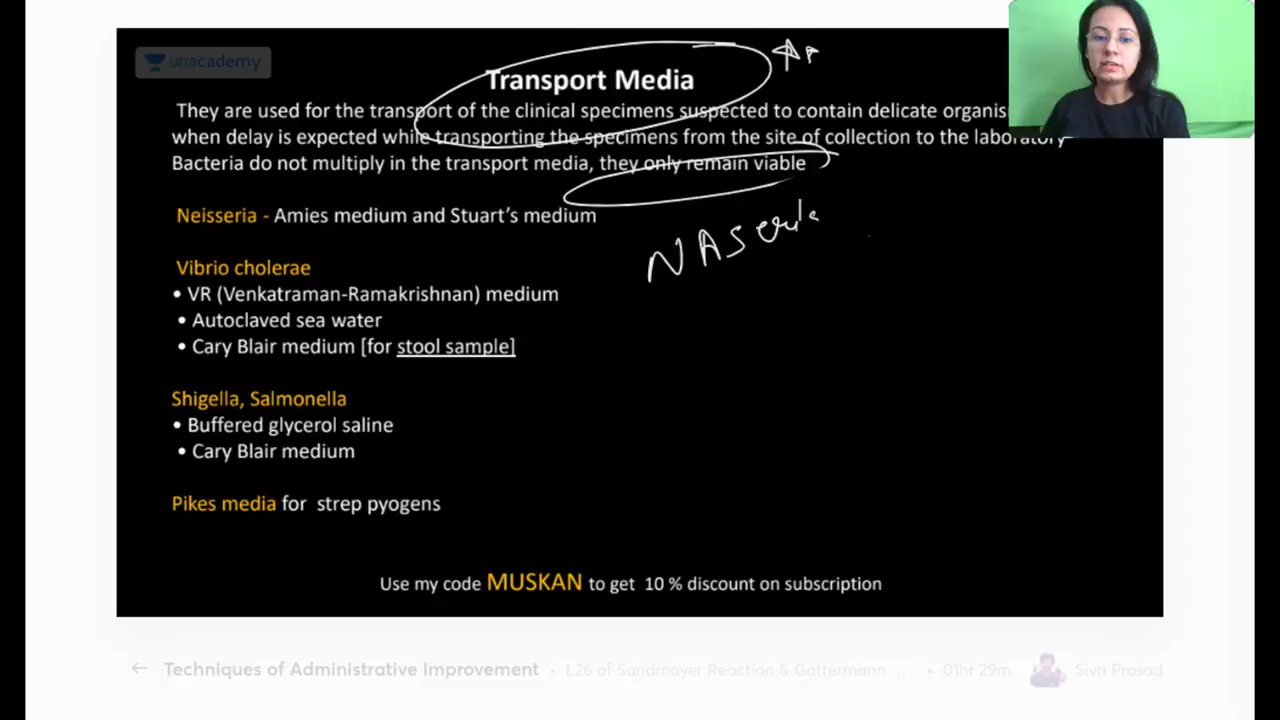 unacademy
Transport Media
They are used for the transport of the clinical specimens suspected to contain delicate organis
when delay is expected while transporting the specimens from the site of collection to the laboratory
Bacteria do not multiply in the transport media, they only remain viable
Neisseria - Amies medium and Stuart's medium
NASeria
Vibrio cholerae
• VR (Venkatraman-Ramakrishnan) medium
• Autoclaved sea water
• Cary Blair medium [for stool sample]
Shigella, Salmonella
• Buffered glycerol saline
• Cary Blair medium
Pikes media for strep pyogens
Use my code MUSKAN to get 10 % discount on subscription
← Techniques of Administrative Improvement • L26 of Sandmayer Reaction & Gattermann ... • 01hr 29m Siva Prasad